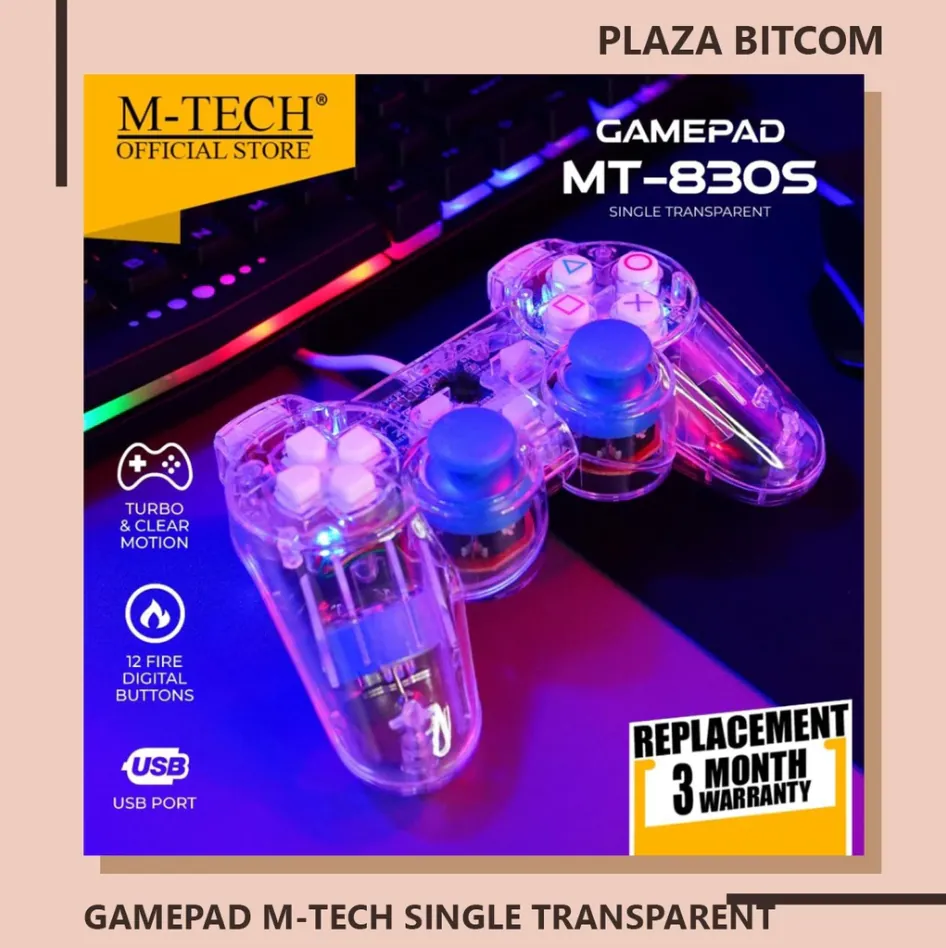 PLAZA BITCOM
M-TECH®
OFFICIAL STORE
GAMEPAD
MT-830S
SINGLE TRANSPARENT
TURBO
& CLEAR
MOTION
12 FIRE
DIGITAL
BUTTONS
USB
USB PORT
REPLACEMENT
3 MONTH
WARRANTY
GAMEPAD M-TECH SINGLE TRANSPARENT